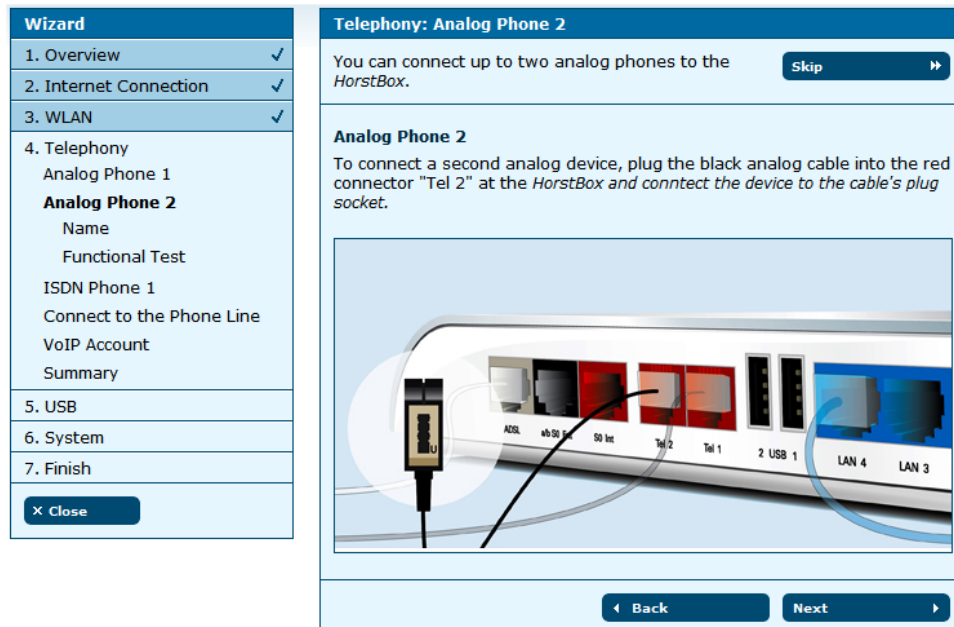 Wizard
1. Overview
2. Internet Connection
3. WLAN
4. Telephony
Analog Phone 1
Analog Phone 2
Name
Functional Test
ISDN Phone 1
Connect to the Phone Line
VoIP Account
Summary
5. USB
6. System
7. Finish
× Close
Telephony: Analog Phone 2
You can connect up to two analog phones to the
HorstBox.
Skip
Analog Phone 2
To connect a second analog device, plug the black analog cable into the red
connector "Tel 2" at the HorstBox and conntect the device to the cable's plug
socket.
U
ADSL
a/b S0 Ext
S0 Int
Tel 2
Tel 1
2 USB 1
LAN 4
LAN 3
Back
Next